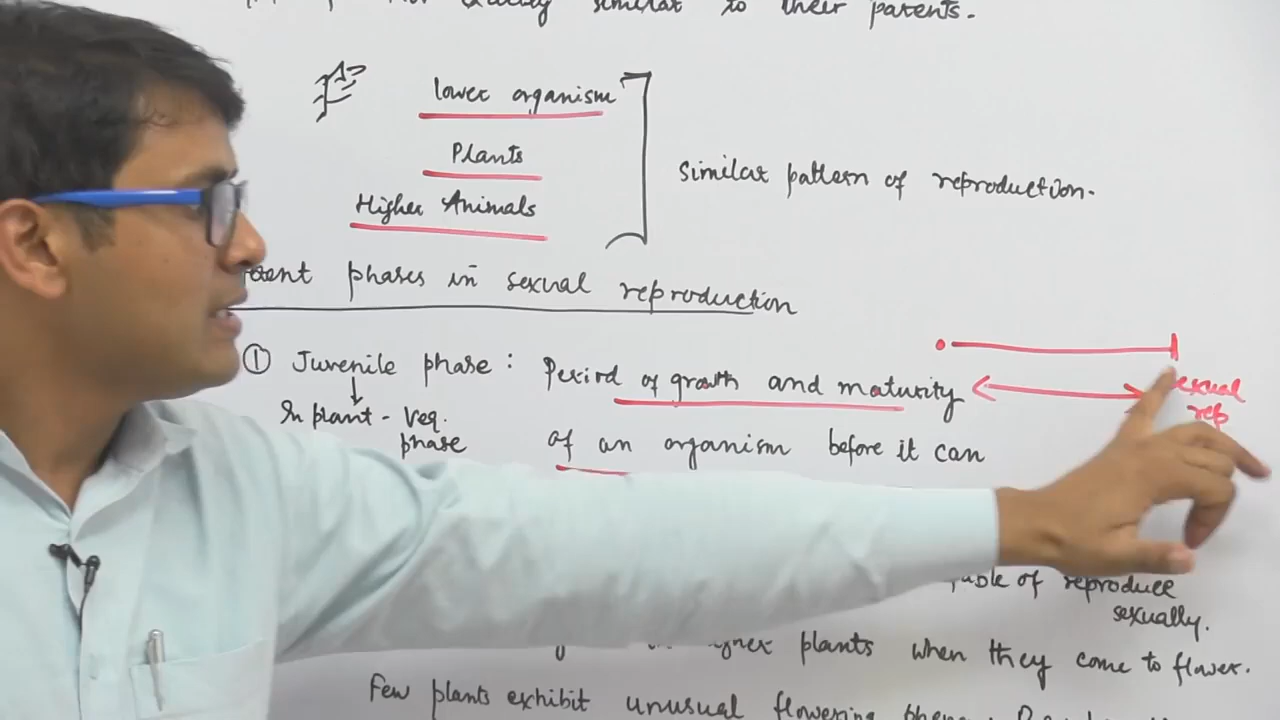 not exactly similar to their parents.
lower organism
Plants
Higher Animals
Similar pattern of reproduction.
phases in sexual reproduction
① Juvenile phase : Period of growth and maturity
In plant - Veg. phase
of an organism before it can
sexual
rep
of reproduce
sexually.
plants when they come to flower.
Few plants exhibit unusual flowering